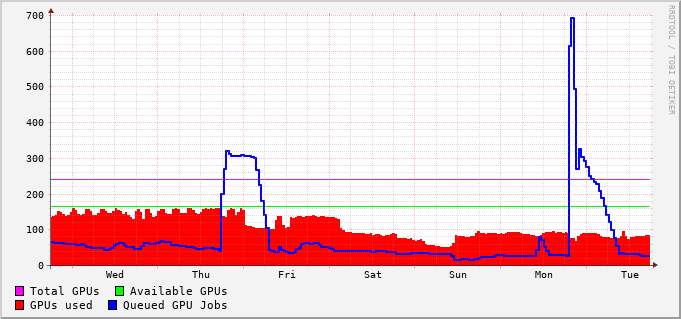 700
600
500
400
300
200
100
0
Wed Thu Fri Sat Sun Mon Tue
Total GPUs Available GPUs
GPUs used Queued GPU Jobs
RRDTOOL / TOBI OETIKER